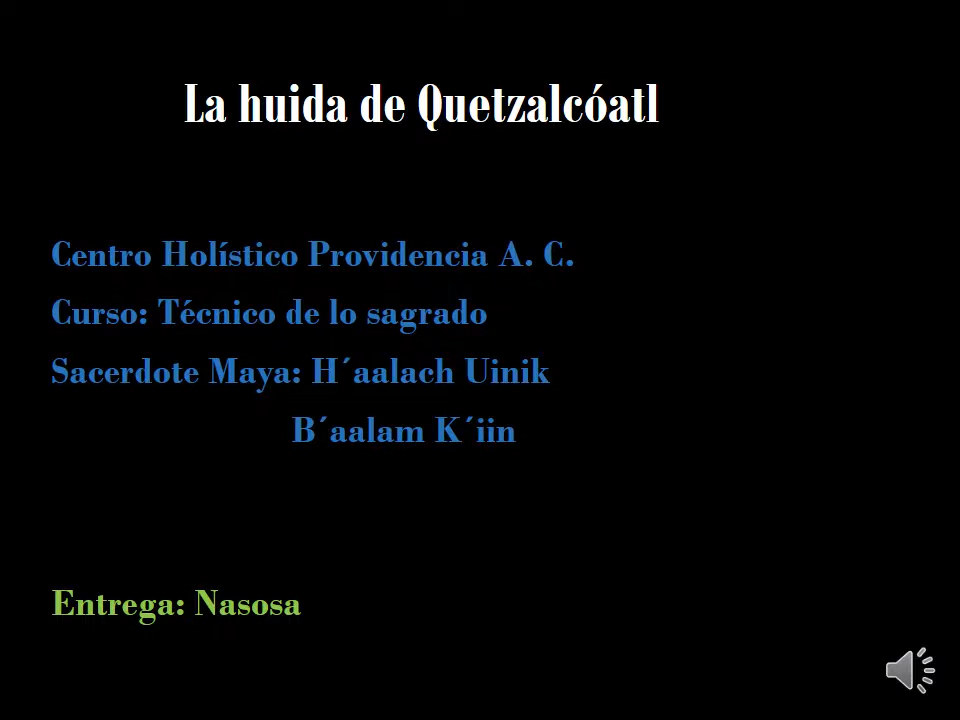 La huida de Quetzalcóatl
Centro Holístico Providencia A. C.
Curso: Técnico de lo sagrado
Sacerdote Maya: H´aalach Uinik
B´aalam K´iin
Entrega: Nasosa